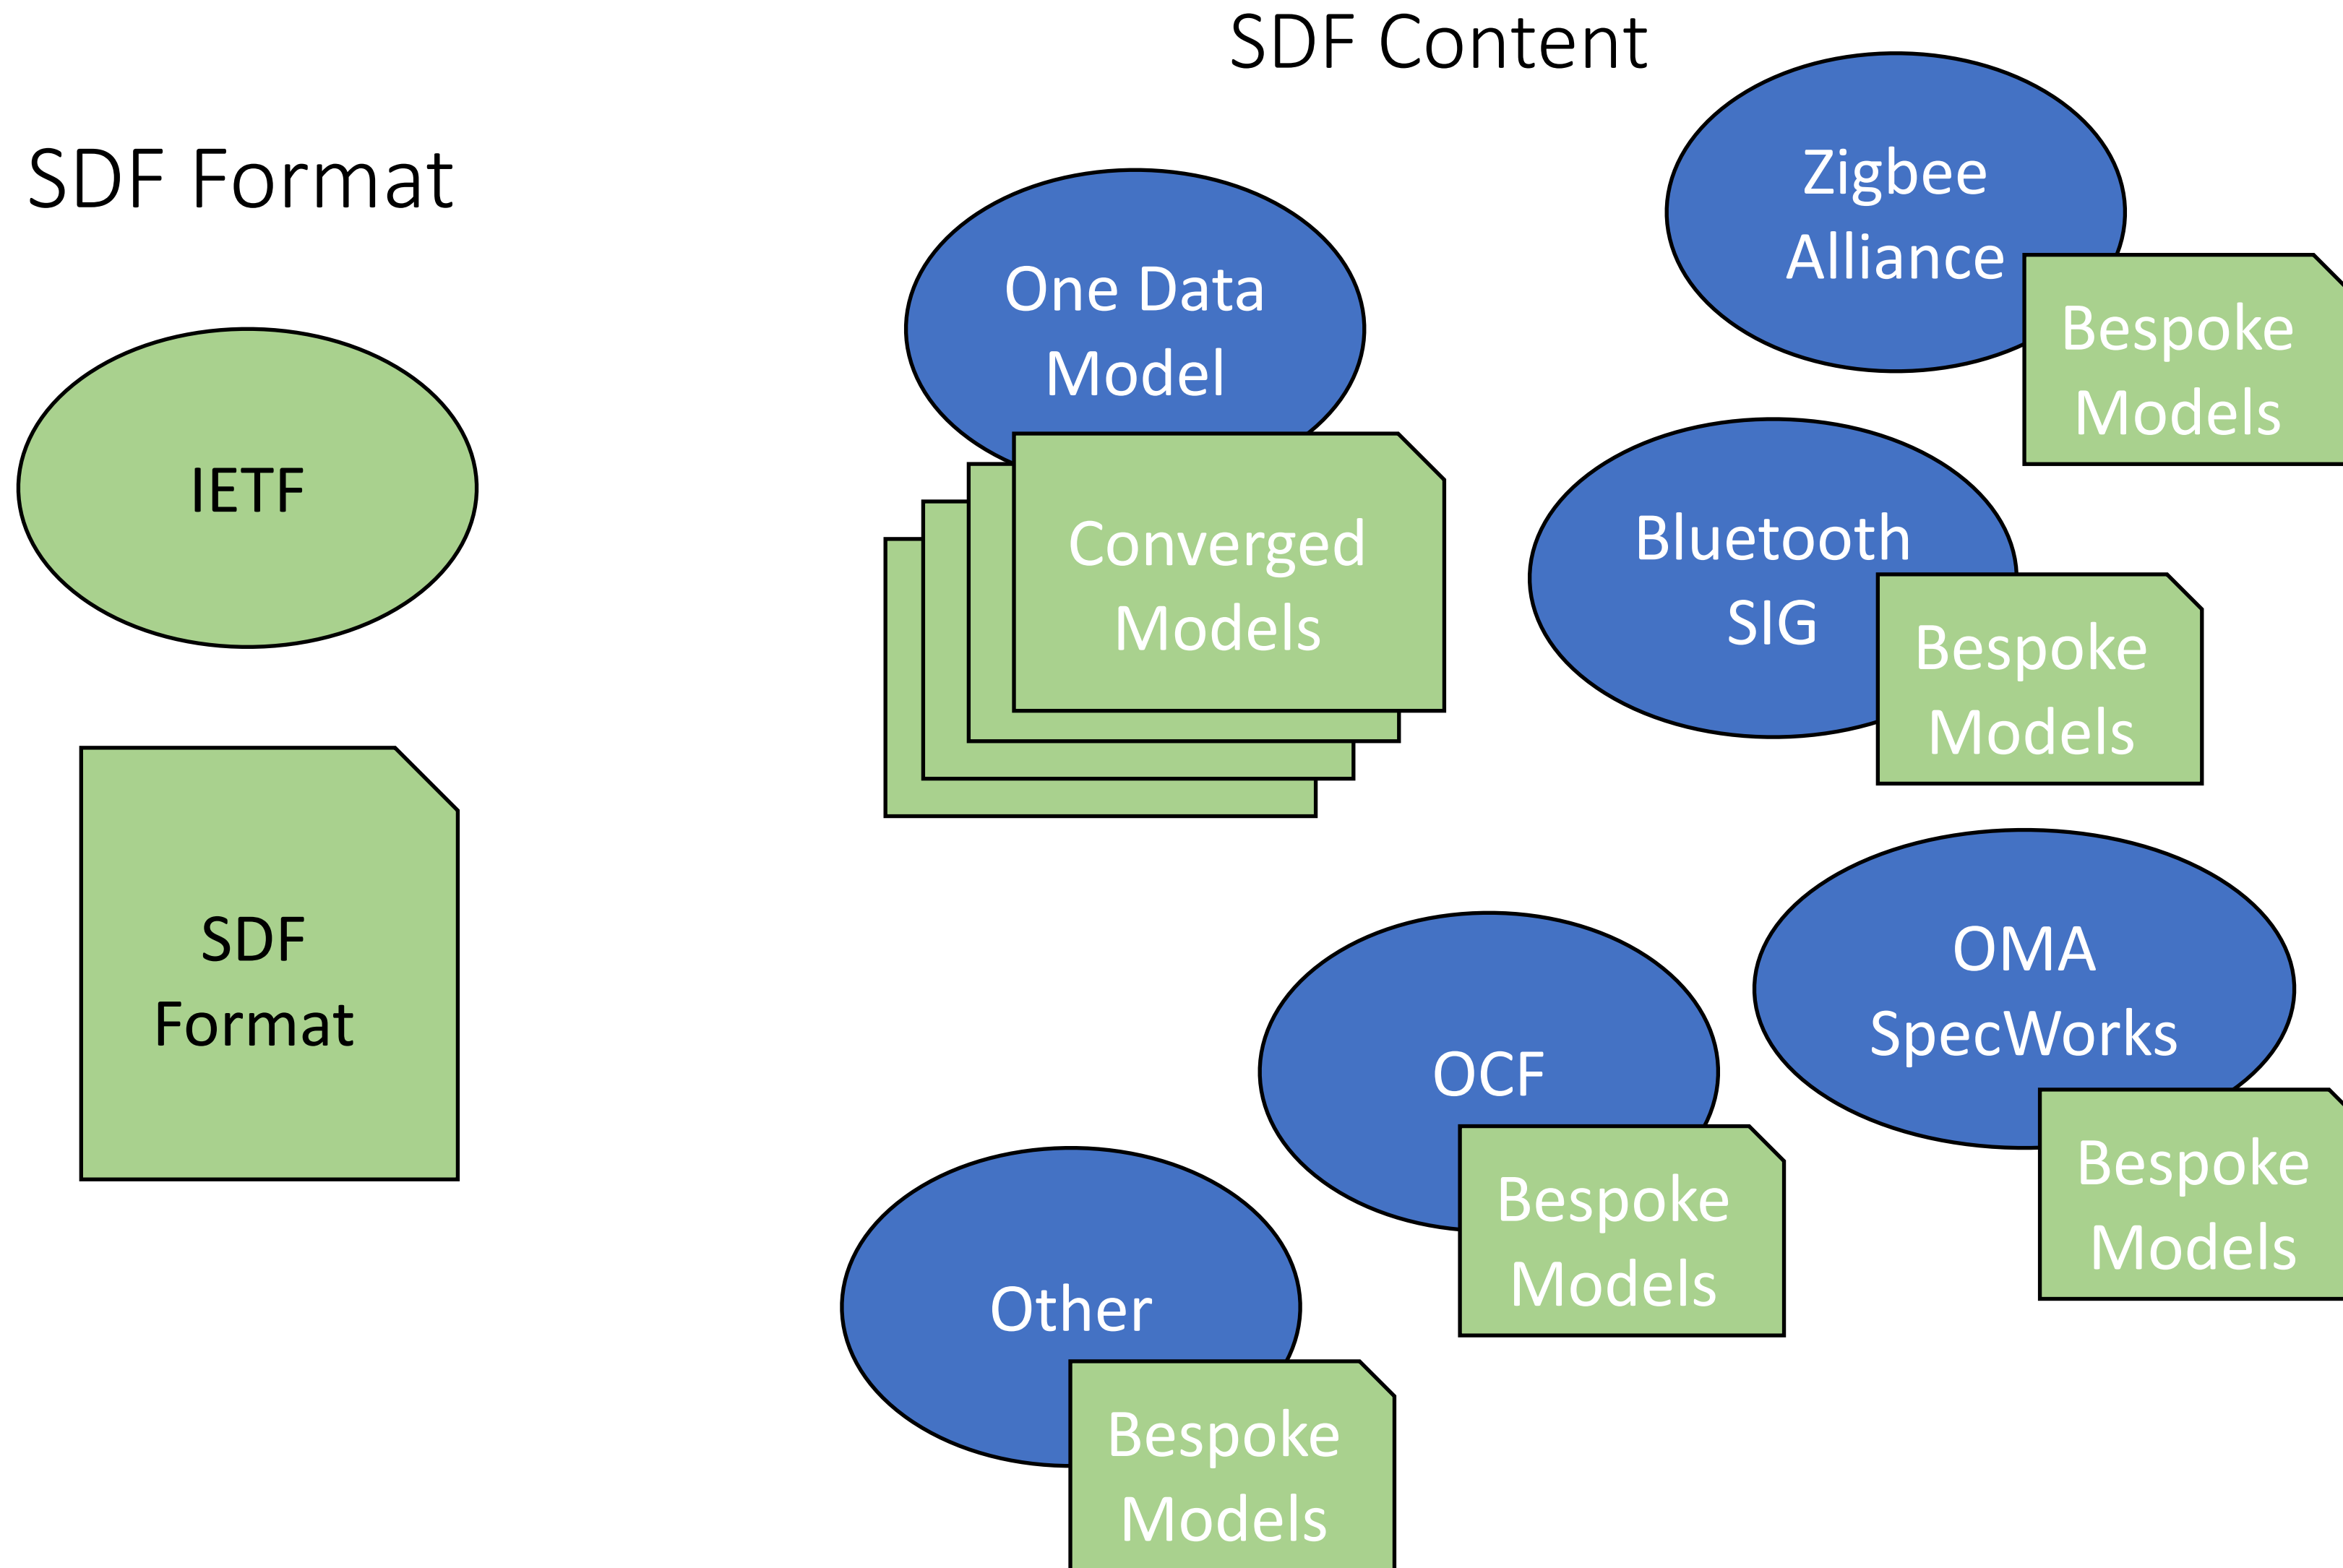 SDF Content
SDF Format
IETF
SDF
Format
One Data
Model
Converged
Models
Zigbee
Alliance
Bespoke
Models
Bluetooth
SIG
Bespoke
Models
OMA
SpecWorks
Bespoke
Models
OCF
Bespoke
Models
Other
Bespoke
Models